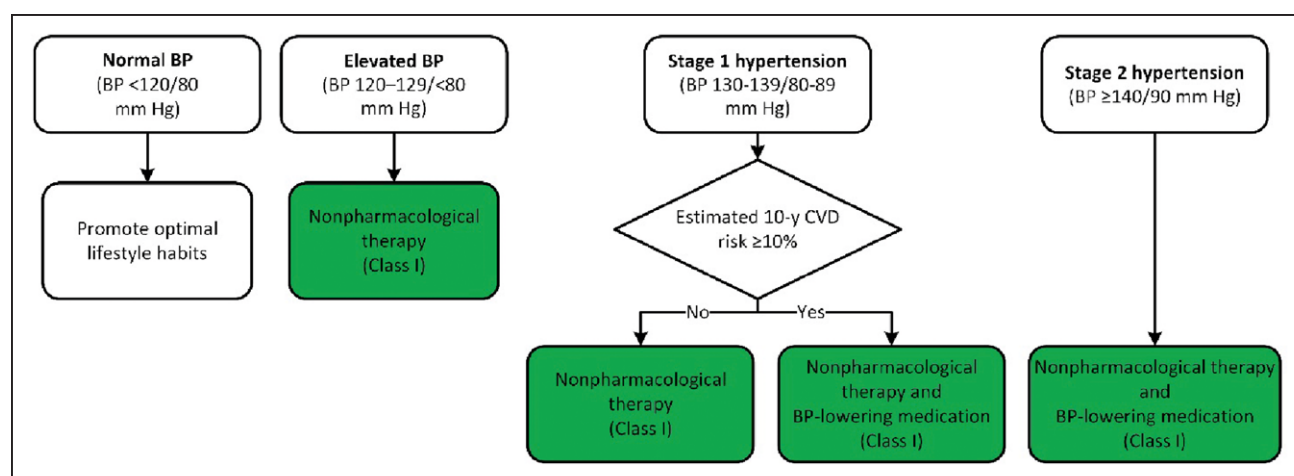 Normal BP
(BP <120/80
mm Hg)
Elevated BP
(BP 120–129/<80
mm Hg)
Stage 1 hypertension
(BP 130-139/80-89
mm Hg)
Stage 2 hypertension
(BP ≥140/90 mm Hg)
Promote optimal
lifestyle habits
Nonpharmacological
therapy
(Class I)
Estimated 10-y CVD
risk ≥10%
No
Yes
Nonpharmacological
therapy
(Class I)
Nonpharmacological
therapy and
BP-lowering medication
(Class I)
Nonpharmacological therapy
and
BP-lowering medication
(Class I)